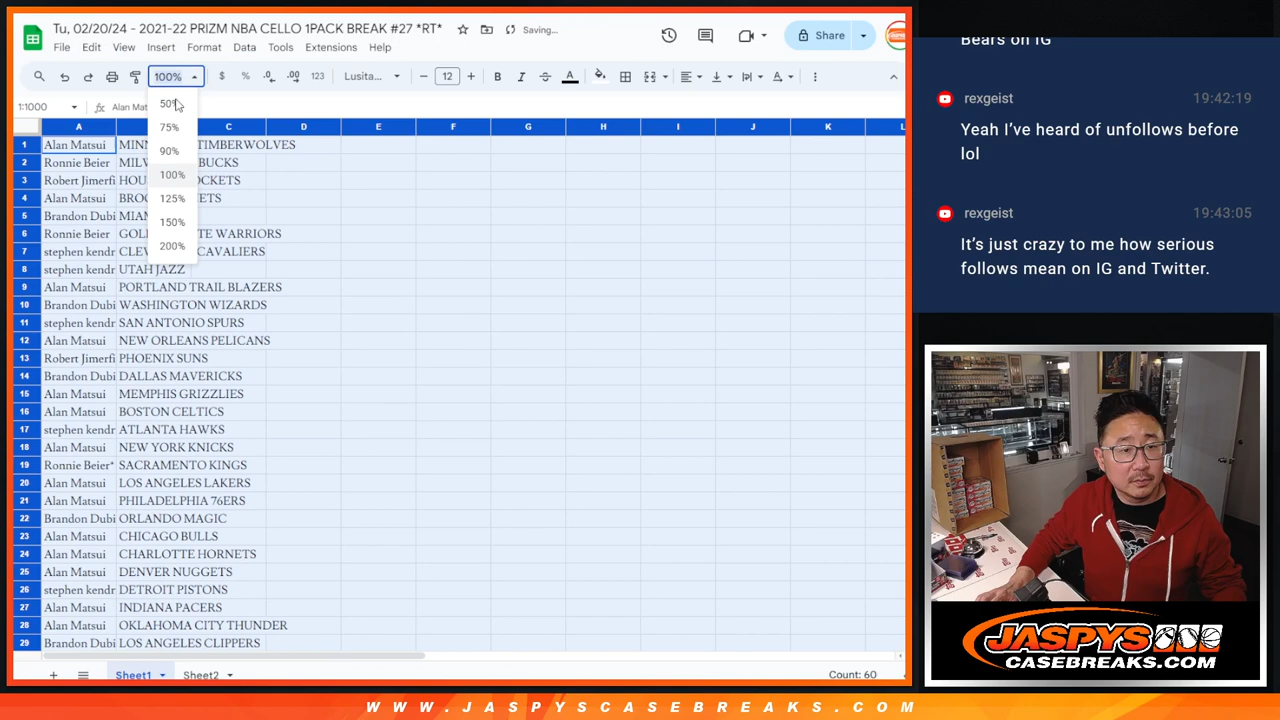 Tu, 02/20/24 - 2021-22 PRIZM NBA CELLO 1PACK BREAK #27 *RT* Saving...
File Edit View Insert Format Data Tools Extensions Help
Share
100% $ % .0 .00 123 Lusita... 12 B I A
1:1000 fx Alan Mat
50%
75%
90%
100%
125%
150%
200%
A C D E F G H I J K L
1 Alan Matsui MINN TIMBERWOLVES
2 Ronnie Beier MILW BUCKS
3 Robert Jimerfi HOU OCKETS
4 Alan Matsui BROO ETS
5 Brandon Dubi MIAM
6 Ronnie Beier GOLD TE WARRIORS
7 stephen kendr CLEV CAVALIERS
8 stephen kendr UTAH JAZZ
9 Alan Matsui PORTLAND TRAIL BLAZERS
10 Brandon Dubi WASHINGTON WIZARDS
11 stephen kendr SAN ANTONIO SPURS
12 Alan Matsui NEW ORLEANS PELICANS
13 Robert Jimerfi PHOENIX SUNS
14 Brandon Dubi DALLAS MAVERICKS
15 Alan Matsui MEMPHIS GRIZZLIES
16 Alan Matsui BOSTON CELTICS
17 stephen kendr ATLANTA HAWKS
18 Alan Matsui NEW YORK KNICKS
19 Ronnie Beier* SACRAMENTO KINGS
20 Alan Matsui LOS ANGELES LAKERS
21 Alan Matsui PHILADELPHIA 76ERS
22 Brandon Dubi ORLANDO MAGIC
23 Alan Matsui CHICAGO BULLS
24 Alan Matsui CHARLOTTE HORNETS
25 Alan Matsui DENVER NUGGETS
26 stephen kendr DETROIT PISTONS
27 Alan Matsui INDIANA PACERS
28 Alan Matsui OKLAHOMA CITY THUNDER
29 Brandon Dubi LOS ANGELES CLIPPERS
Sheet1 Sheet2 Count: 60
Bears on IG
rexgeist 19:42:19
Yeah I've heard of unfollows before
lol
rexgeist 19:43:05
It's just crazy to me how serious
follows mean on IG and Twitter.
JASPYS
CASEBREAKS.COM
WWW.JASPYSCASEBREAKS.COM